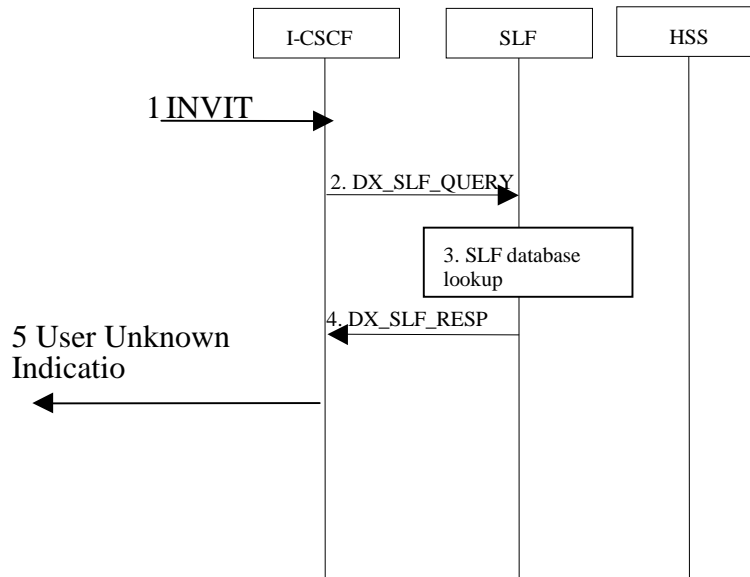 I-CSCF
SLF
HSS
1 INVIT
2. DX_SLF_QUERY
3. SLF database
lookup
4. DX_SLF_RESP
5 User Unknown
Indicatio